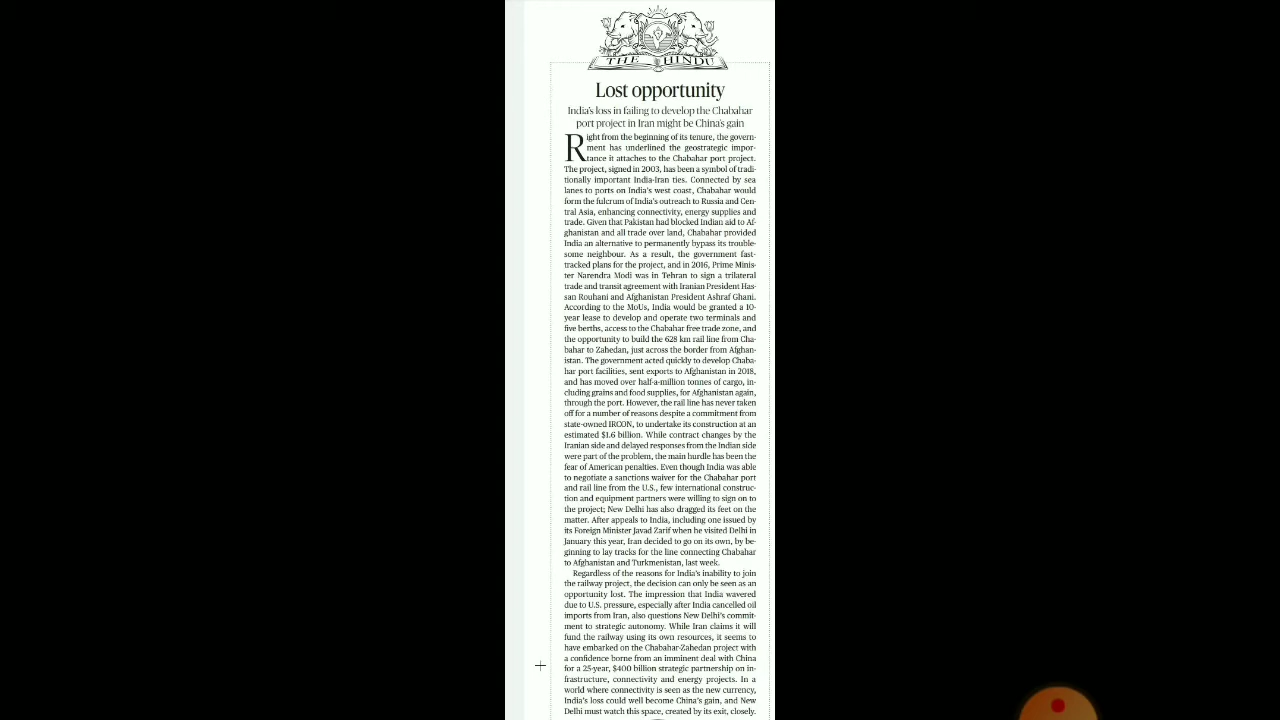 THE HINDU
Lost opportunity
India's loss in failing to develop the Chabahar
port project in Iran might be China's gain
Right from the beginning of its tenure, the govern-
ment has underlined the geostrategic impor-
tance it attaches to the Chabahar port project.
The project, signed in 2003, has been a symbol of tradi-
tionally important India-Iran ties. Connected by sea
lanes to ports on India's west coast, Chabahar would
form the fulcrum of India's outreach to Russia and Cen-
tral Asia, enhancing connectivity, energy supplies and
trade. Given that Pakistan had blocked Indian aid to Af-
ghanistan and all trade over land, Chabahar provided
India an alternative to permanently bypass its trouble-
some neighbour. As a result, the government fast-
tracked plans for the project, and in 2016, Prime Minis-
ter Narendra Modi was in Tehran to sign a trilateral
trade and transit agreement with Iranian President Has-
san Rouhani and Afghanistan President Ashraf Ghani.
According to the MoUs, India would be granted a 10-
year lease to develop and operate two terminals and
five berths, access to the Chabahar free trade zone, and
the opportunity to build the 628 km rail line from Cha-
bahar to Zahedan, just across the border from Afghan-
istan. The government acted quickly to develop Chaba-
har port facilities, sent exports to Afghanistan in 2018,
and has moved over half-a-million tonnes of cargo, in-
cluding grains and food supplies, for Afghanistan again,
through the port. However, the rail line has never taken
off for a number of reasons despite a commitment from
state-owned IRCON, to undertake its construction at an
estimated $1.6 billion. While contract changes by the
Iranian side and delayed responses from the Indian side
were part of the problem, the main hurdle has been the
fear of American penalties. Even though India was able
to negotiate a sanctions waiver for the Chabahar port
and rail line from the U.S., few international construc-
tion and equipment partners were willing to sign on to
the project; New Delhi has also dragged its feet on the
matter. After appeals to India, including one issued by
its Foreign Minister Javad Zarif when he visited Delhi in
January this year, Iran decided to go on its own, by be-
ginning to lay tracks for the line connecting Chabahar
to Afghanistan and Turkmenistan, last week.
Regardless of the reasons for India's inability to join
the railway project, the decision can only be seen as an
opportunity lost. The impression that India wavered
due to U.S. pressure, especially after India cancelled oil
imports from Iran, also questions New Delhi's commit-
ment to strategic autonomy. While Iran claims it will
fund the railway using its own resources, it seems to
have embarked on the Chabahar-Zahedan project with
a confidence borne from an imminent deal with China
for a 25-year, $400 billion strategic partnership on in-
frastructure, connectivity and energy projects. In a
world where connectivity is seen as the new currency,
India's loss could well become China's gain, and New
Delhi must watch this space, created by its exit, closely.